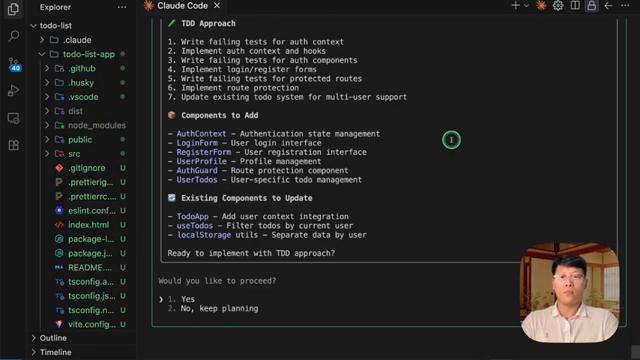 Explorer
Claude Code
todo-list
.claude
todo-list-app
.github
.husky
.vscode
dist
node_modules
public
src
.gitignore U
.prettierig... U
.prettierrc... U
eslint.conf... U
index.html U
package-l... U
package.j... U
README.... U
tsconfig.a... U
tsconfig.js... U
tsconfig.n... U
vite.config... U
Outline
Timeline
40
TDD Approach
1. Write failing tests for auth context
2. Implement auth context and hooks
3. Write failing tests for auth components
4. Implement login/register forms
5. Write failing tests for protected routes
6. Implement route protection
7. Update existing todo system for multi-user support
Components to Add
- AuthContext – Authentication state management
- LoginForm – User login interface
- RegisterForm – User registration interface
- UserProfile – Profile management
- AuthGuard – Route protection component
- UserTodos – User-specific todo management
Existing Components to Update
- TodoApp – Add user context integration
- useTodos – Filter todos by current user
- localStorage utils – Separate data by user
Ready to implement with TDD approach?
Would you like to proceed?
❯ 1. Yes
2. No, keep planning